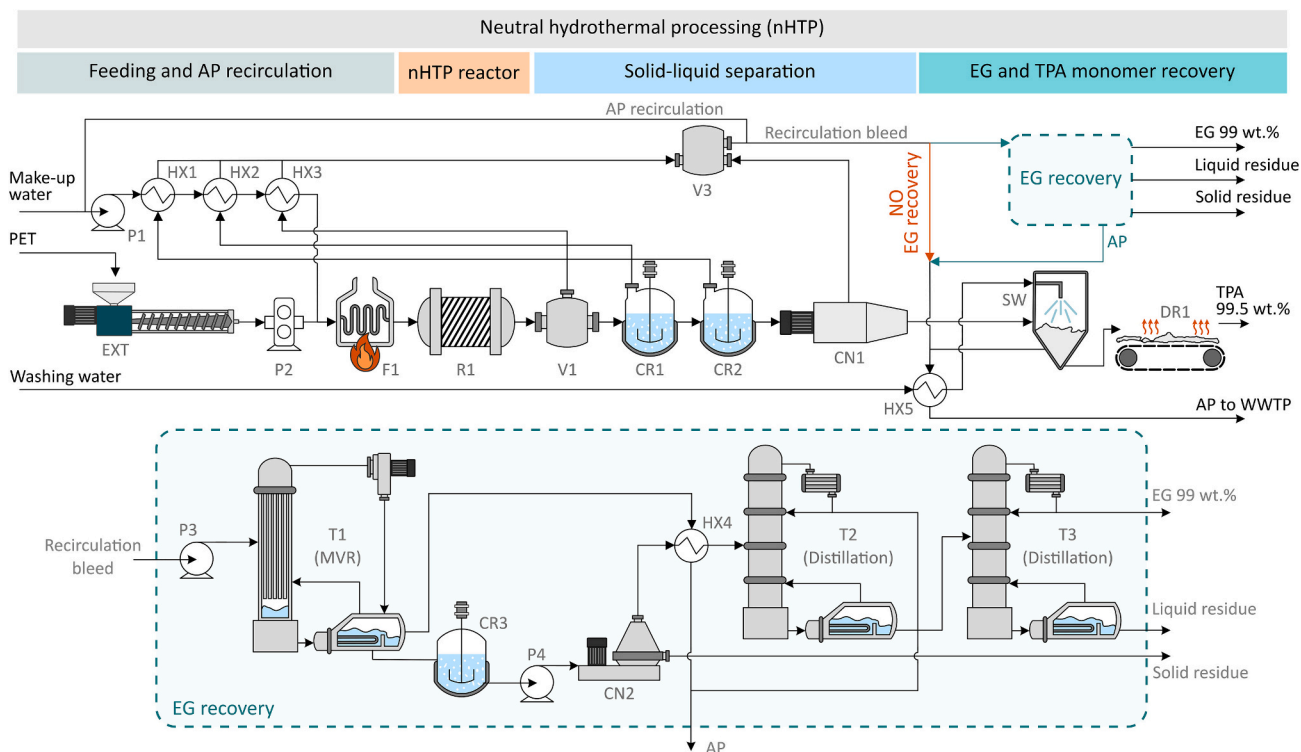 Neutral hydrothermal processing (nHTP)
Feeding and AP recirculation
nHTP reactor
Solid-liquid separation
EG and TPA monomer recovery
AP recirculation
Recirculation bleed
EG 99 wt.%
Liquid residue
Solid residue
EG recovery
HX1
HX2
HX3
V3
Make-up
water
P1
NO
EG recovery
AP
PET
SW
TPA
99.5 wt.%
DR1
EXT
P2
F1
R1
V1
CR1
CR2
CN1
Washing water
HX5
AP to WWTP
P3
Recirculation
bleed
T1
(MVR)
HX4
T2
(Distillation)
T3
(Distillation)
EG 99 wt.%
CR3
P4
CN2
Liquid residue
Solid residue
EG recovery
AP